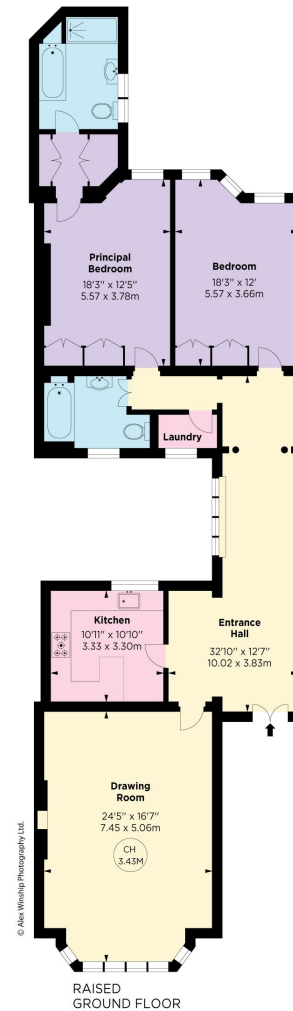 Principal
Bedroom
18'3" x 12'5"
5.57 x 3.78m
Bedroom
18'3" x 12'
5.57 x 3.66m
Laundry
Kitchen
10'11" x 10'10"
3.33 x 3.30m
Entrance
Hall
32'10" x 12'7"
10.02 x 3.83m
Drawing
Room
24'5" x 16'7"
7.45 x 5.06m
CH
3.43M
© Alex Winship Photography Ltd.
RAISED
GROUND FLOOR